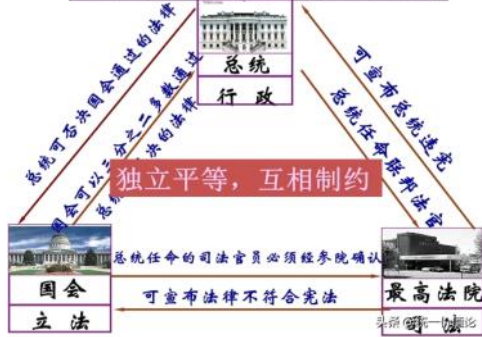 总统
行政
总统可否决国会通过的法律
国会可以三分之二多数通过
总统否决的法律
可宣布总统违宪
总统任命联邦法官
独立平等，互相制约
总统任命的司法官员必须经参院确认
国会
立法
可宣布法律不符合宪法
最高法院
司法
头条